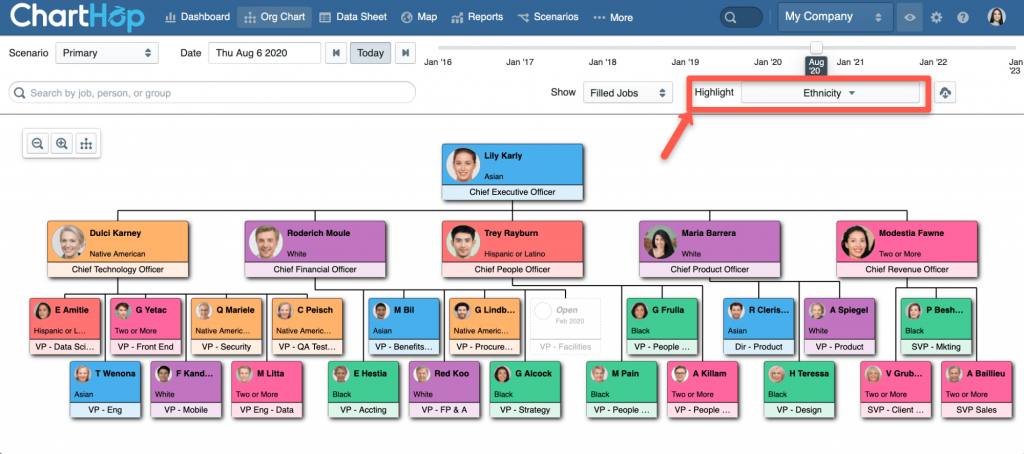 ChartHop
Dashboard
Org Chart
Data Sheet
Map
Reports
Scenarios
More
My Company
Scenario
Primary
Date
Thu Aug 6 2020
Today
Jan '16
Jan '17
Jan '18
Jan '19
Jan '20
Aug
'20
Jan '21
Jan '22
Jan
'23
Search by job, person, or group
Show
Filled Jobs
Highlight
Ethnicity
Lily Karly
Asian
Chief Executive Officer
Dulci Karney
Native American
Chief Technology Officer
Roderich Moule
White
Chief Financial Officer
Trey Rayburn
Hispanic or Latino
Chief People Officer
Maria Barrera
White
Chief Product Officer
Modestia Fawne
Two or More
Chief Revenue Officer
E Amitie
Hispanic or L...
VP - Data Sci...
G Yetac
Two or More
VP - Front End
Q Mariele
Native Americ...
VP - Security
C Peisch
Native Americ...
VP - QA Test...
M Bil
Asian
VP - Benefits...
G Lindb...
Native Americ...
VP - Procure...
Open
Feb 2020
VP - Facilities
G Frulla
Black
VP - People ...
R Cleris...
Asian
Dir - Product
A Spiegel
White
VP - Product
P Besh...
Black
SVP - Mkting
T Wenona
Asian
VP - Eng
F Kand...
White
VP - Mobile
M Litta
Two or More
VP Eng - Data
E Hestia
Black
VP - Accting
Red Koo
White
VP - FP & A
G Alcock
Black
VP - Strategy
M Pain
Black
VP - People ...
A Killam
Two or More
VP - People ...
H Teressa
Black
VP - Design
V Grub...
Two or More
SVP - Client ...
A Baillieu
Two or More
SVP Sales